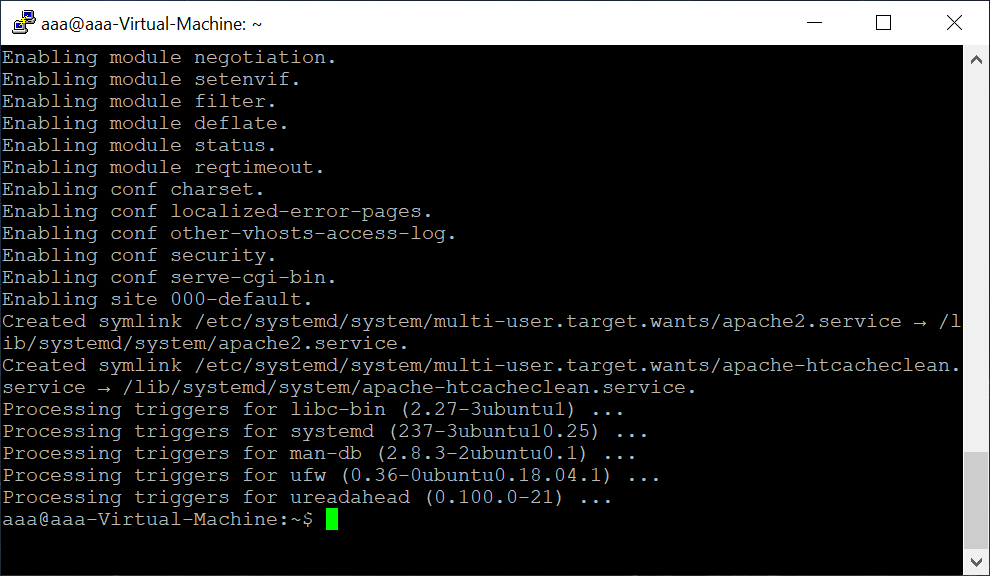 aaa@aaa-Virtual-Machine: ~
Enabling module negotiation.
Enabling module setenvif.
Enabling module filter.
Enabling module deflate.
Enabling module status.
Enabling module reqtimeout.
Enabling conf charset.
Enabling conf localized-error-pages.
Enabling conf other-vhosts-access-log.
Enabling conf security.
Enabling conf serve-cgi-bin.
Enabling site 000-default.
Created symlink /etc/systemd/system/multi-user.target.wants/apache2.service → /l
ib/systemd/system/apache2.service.
Created symlink /etc/systemd/system/multi-user.target.wants/apache-htcacheclean.
service → /lib/systemd/system/apache-htcacheclean.service.
Processing triggers for libc-bin (2.27-3ubuntu1) ...
Processing triggers for systemd (237-3ubuntu10.25) ...
Processing triggers for man-db (2.8.3-2ubuntu0.1) ...
Processing triggers for ufw (0.36-0ubuntu0.18.04.1) ...
Processing triggers for ureadahead (0.100.0-21) ...
aaa@aaa-Virtual-Machine:~$